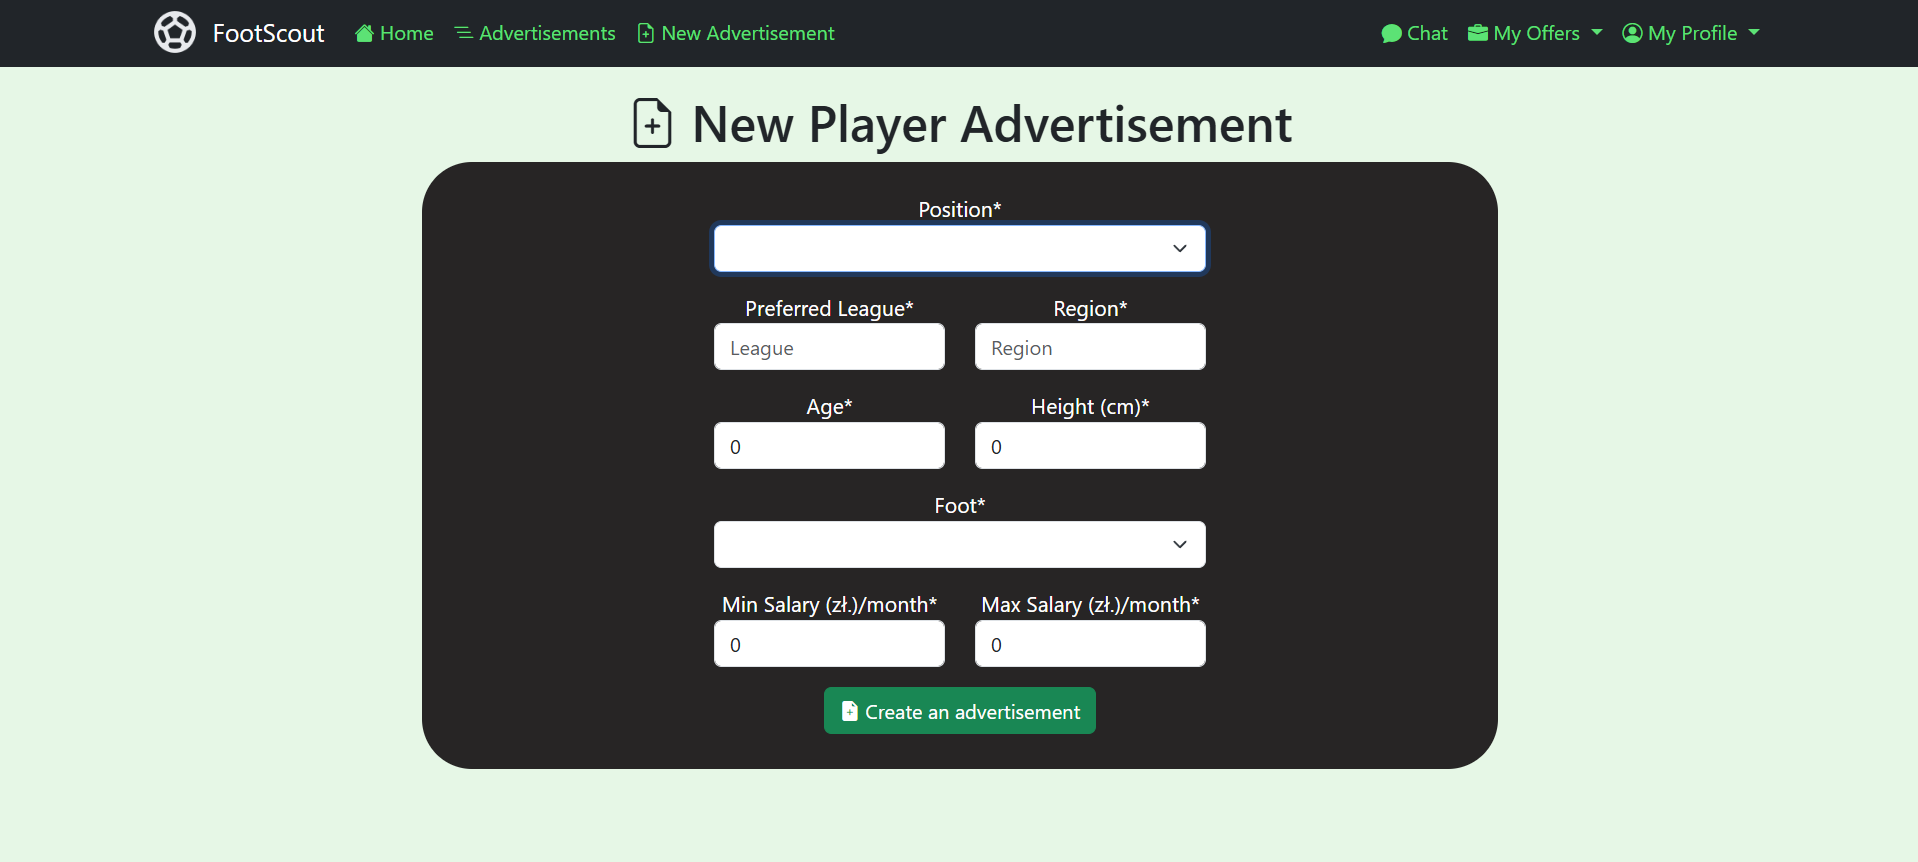 FootScout Home Advertisements New Advertisement Chat My Offers My Profile
New Player Advertisement
Position*
Preferred League* Region*
League Region
Age* Height (cm)*
0 0
Foot*
Min Salary (zł.)/month* Max Salary (zł.)/month*
0 0
Create an advertisement